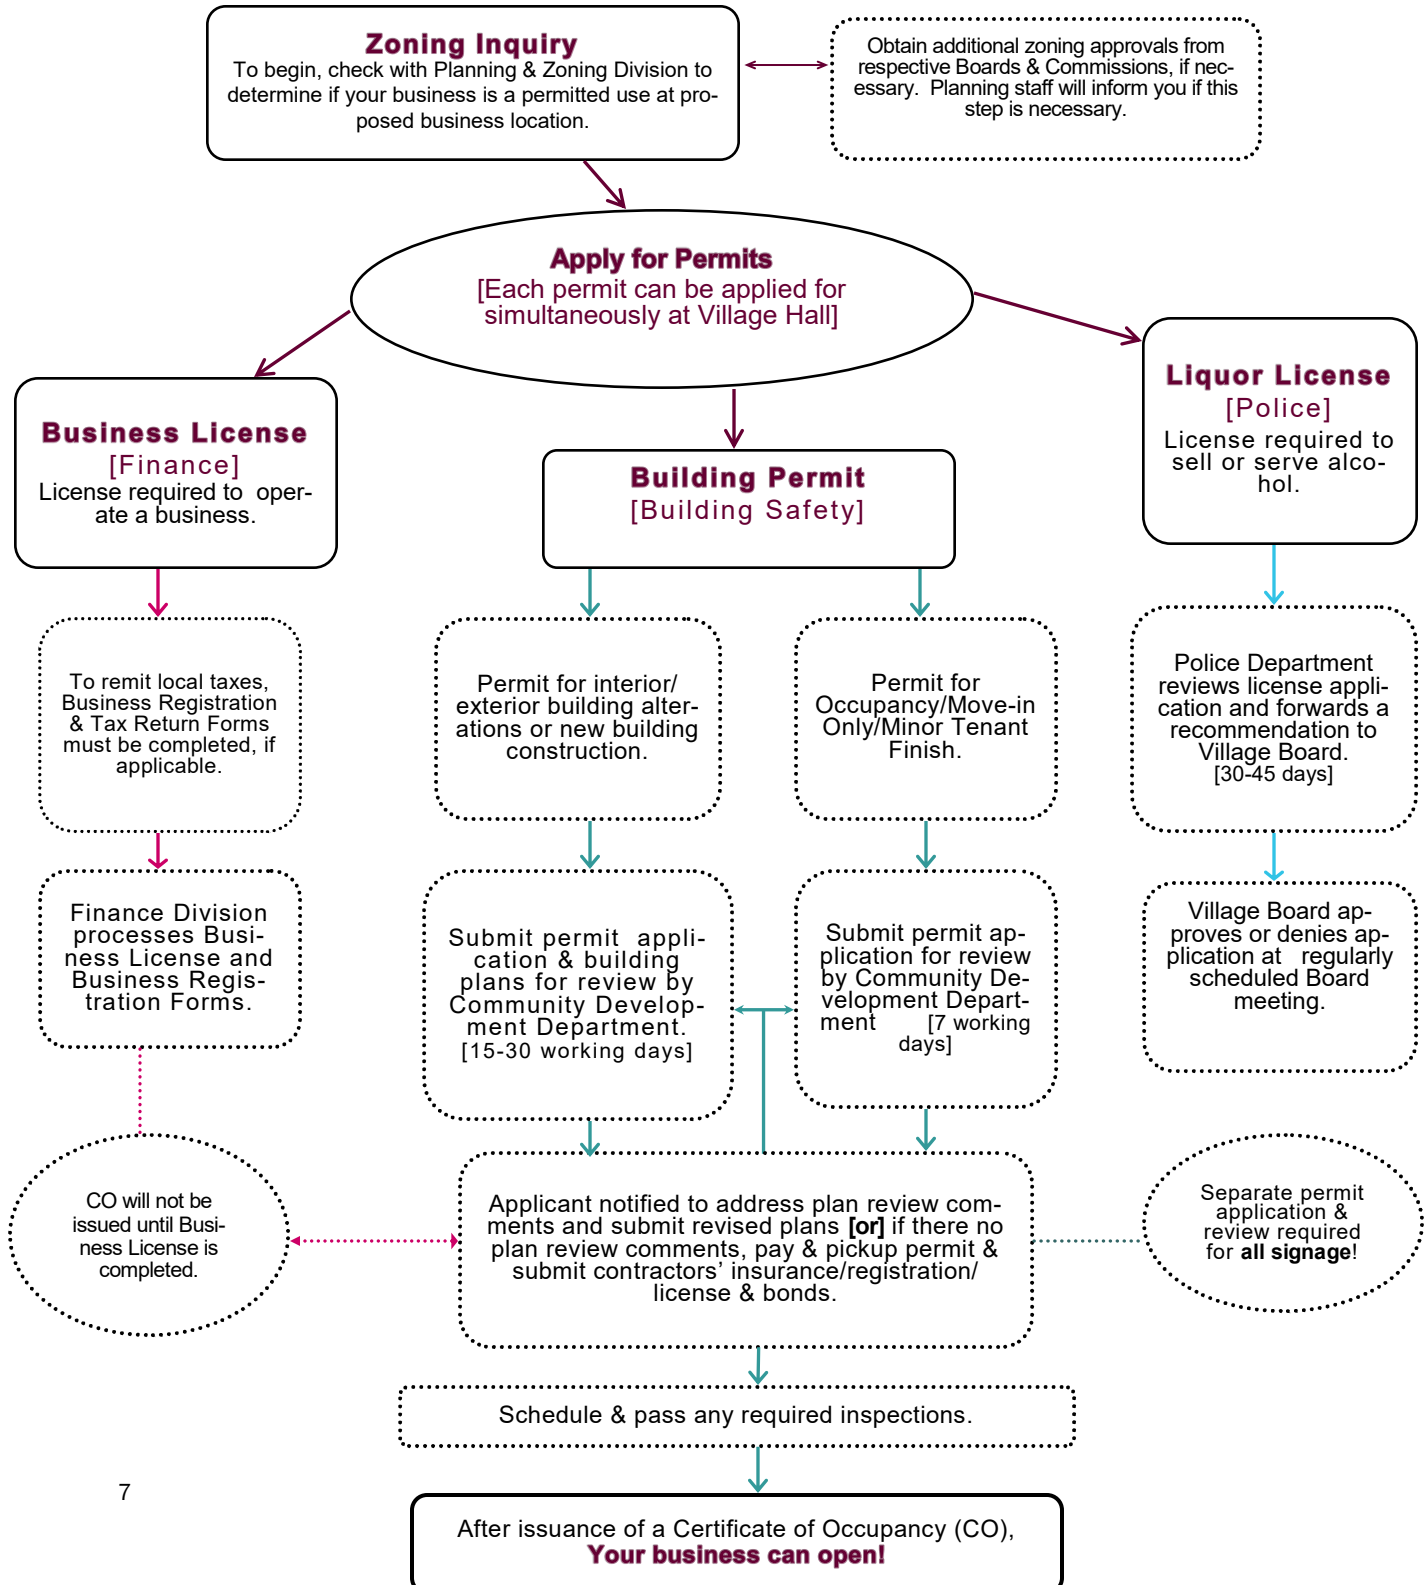 Zoning Inquiry
To begin, check with Planning & Zoning Division to
determine if your business is a permitted use at pro-
posed business location.
Obtain additional zoning approvals from
respective Boards & Commissions, if nec-
essary.  Planning staff will inform you if this
step is necessary.
Apply for Permits
[Each permit can be applied for
simultaneously at Village Hall]
Business License
[Finance]
License required to  oper-
ate a business.
Building Permit
[Building Safety]
Liquor License
[Police]
License required to
sell or serve alco-
hol.
To remit local taxes,
Business Registration
& Tax Return Forms
must be completed, if
applicable.
Permit for interior/
exterior building alter-
ations or new building
construction.
Permit for
Occupancy/Move-in
Only/Minor Tenant
Finish.
Police Department
reviews license appli-
cation and forwards a
recommendation to
Village Board.
[30-45 days]
Finance Division
processes Busi-
ness License and
Business Regis-
tration Forms.
Submit permit  appli-
cation & building
plans for review by
Community Develop-
ment Department.
[15-30 working days]
Submit permit ap-
plication for review
by Community De-
velopment Depart-
ment     [7 working
days]
Village Board ap-
proves or denies ap-
plication at   regularly
scheduled Board
meeting.
CO will not be
issued until Busi-
ness License is
completed.
Applicant notified to address plan review com-
ments and submit revised plans [or] if there no
plan review comments, pay & pickup permit &
submit contractors’ insurance/registration/
license & bonds.
Separate permit
application &
review required
for all signage!
Schedule & pass any required inspections.
7
After issuance of a Certificate of Occupancy (CO),
Your business can open!